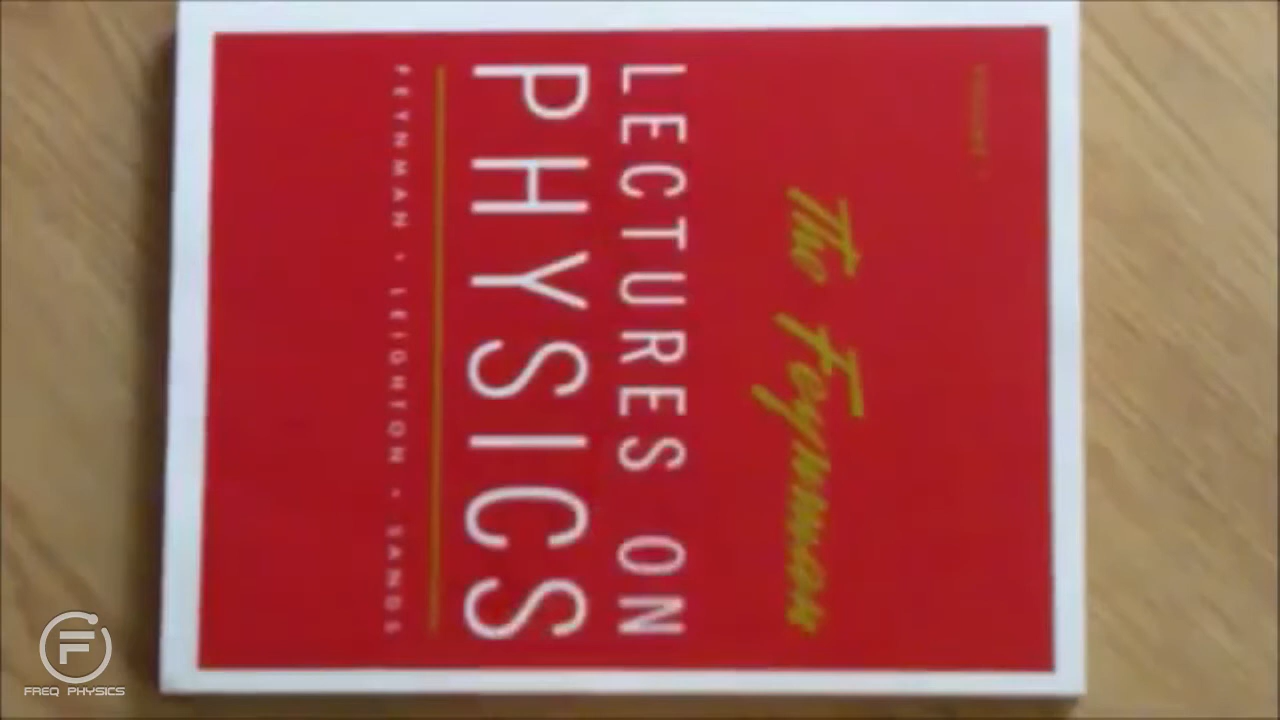 The Feynman
LECTURES ON
PHYSICS
FEYNMAN • LEIGHTON • SANDS
FREQ PHYSICS